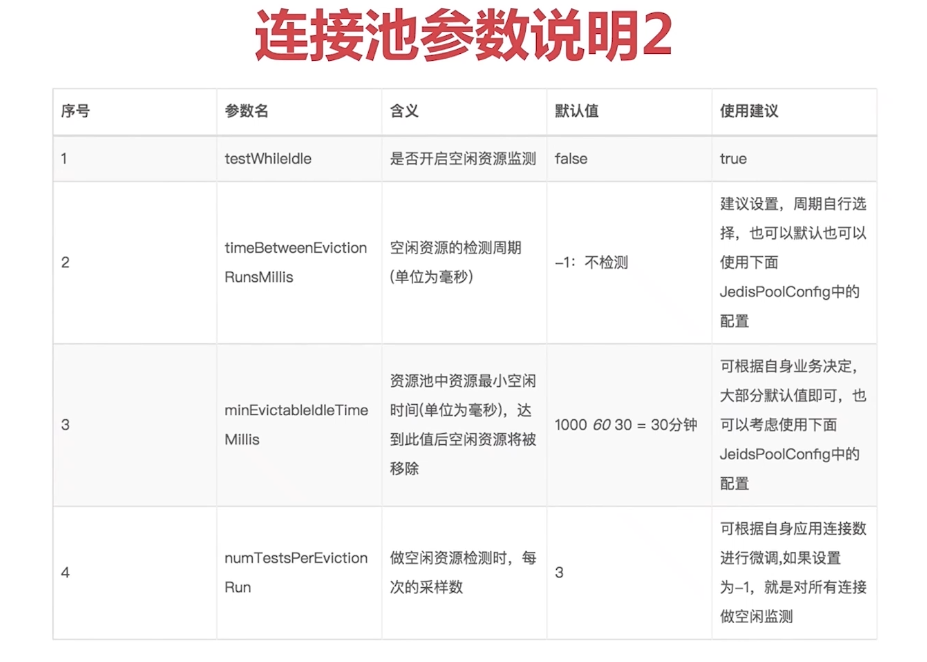 连接池参数说明2
序号 参数名 含义 默认值 使用建议
1 testWhileIdle 是否开启空闲资源监测 false true
2
timeBetweenEviction
RunsMillis
空闲资源的检测周期
(单位为毫秒)
-1：不检测
建议设置，周期自行选
择，也可以默认也可以
使用下面
JedisPoolConfig中的
配置
3
minEvictableIdleTime
Millis
资源池中资源最小空闲
时间(单位为毫秒)，达
到此值后空闲资源将被
移除
1000 60 30 = 30分钟
可根据自身业务决定，
大部分默认值即可，也
可以考虑使用下面
JeidsPoolConfig中的
配置
4
numTestsPerEviction
Run
做空闲资源检测时，每
次的采样数
3
可根据自身应用连接数
进行微调,如果设置
为-1，就是对所有连接
做空闲监测